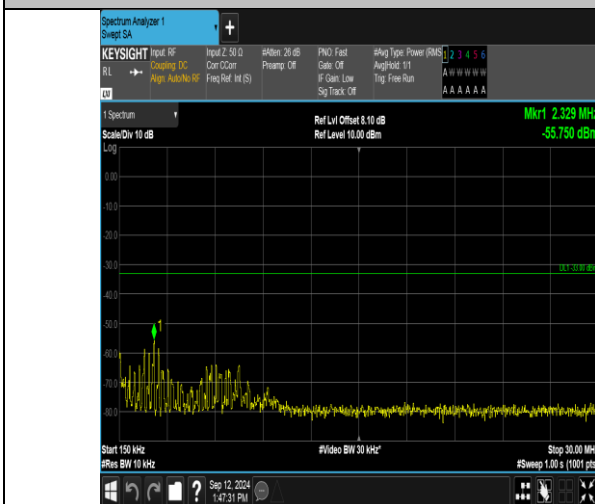 Spectrum Analyzer 1
Swept SA
+
KEYSIGHT Input: RF Input Z: 50 Ω #Atten: 26 dB PNO: Fast #Avg Type: Power (RMS 1 2 3 4 5 6
RL Coupling: DC Corr CCorr Preamp: Off Gate: Off Avg|Hold: 1/1 A W W W W W
Align: Auto/No RF Freq Ref: Int (S) IF Gain: Low Trig: Free Run
Sig Track: Off A A A A A A
1 Spectrum Ref Lvl Offset 8.10 dB Mkr1 2.329 MHz
Scale/Div 10 dB Ref Level 10.00 dBm -55.750 dBm
Log
0.00
-10.0
-20.0
-30.0
DL1 -33.00 dBm
-40.0
-50.0
1
-60.0
-70.0
-80.0
Start 150 kHz #Video BW 30 kHz* Stop 30.00 MHz
#Res BW 10 kHz #Sweep 1.00 s (1001 pts
? Sep 12, 2024
1:47:31 PM